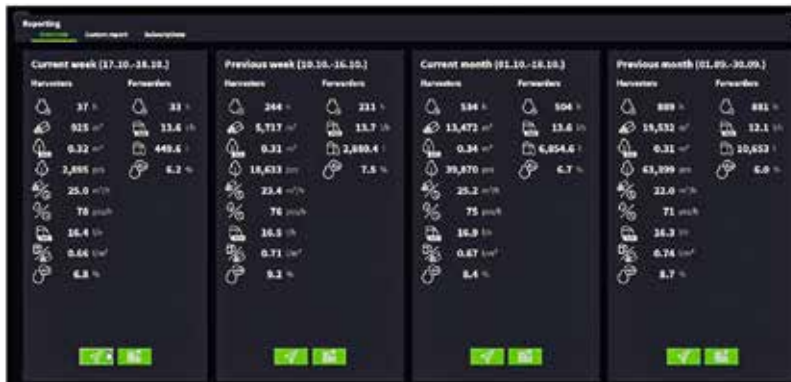 Reporting
Overview Custom report Subscriptions
Current week (17.10.-18.10.)
Harvesters Forwarders
37 h 33 h
925 m³ 13.6 l/h
0.32 m³ 449.6 l
2,895 pcs 6.2 %
25.0 m³/h
78 pcs/h
16.4 l/h
0.66 l/m³
6.8 %
Previous week (10.10.-16.10.)
Harvesters Forwarders
244 h 211 h
5,717 m³ 13.7 l/h
0.31 m³ 2,880.4 l
18,633 pcs 7.5 %
23.4 m³/h
76 pcs/h
16.5 l/h
0.71 l/m³
9.2 %
Current month (01.10.-18.10.)
Harvesters Forwarders
534 h 504 h
13,472 m³ 13.6 l/h
0.34 m³ 6,854.6 l
39,870 pcs 6.7 %
25.2 m³/h
75 pcs/h
16.9 l/h
0.67 l/m³
8.4 %
Previous month (01.09.-30.09.)
Harvesters Forwarders
889 h 881 h
19,532 m³ 12.1 l/h
0.31 m³ 10,653 l
63,399 pcs 6.0 %
22.0 m³/h
71 pcs/h
16.3 l/h
0.74 l/m³
8.7 %